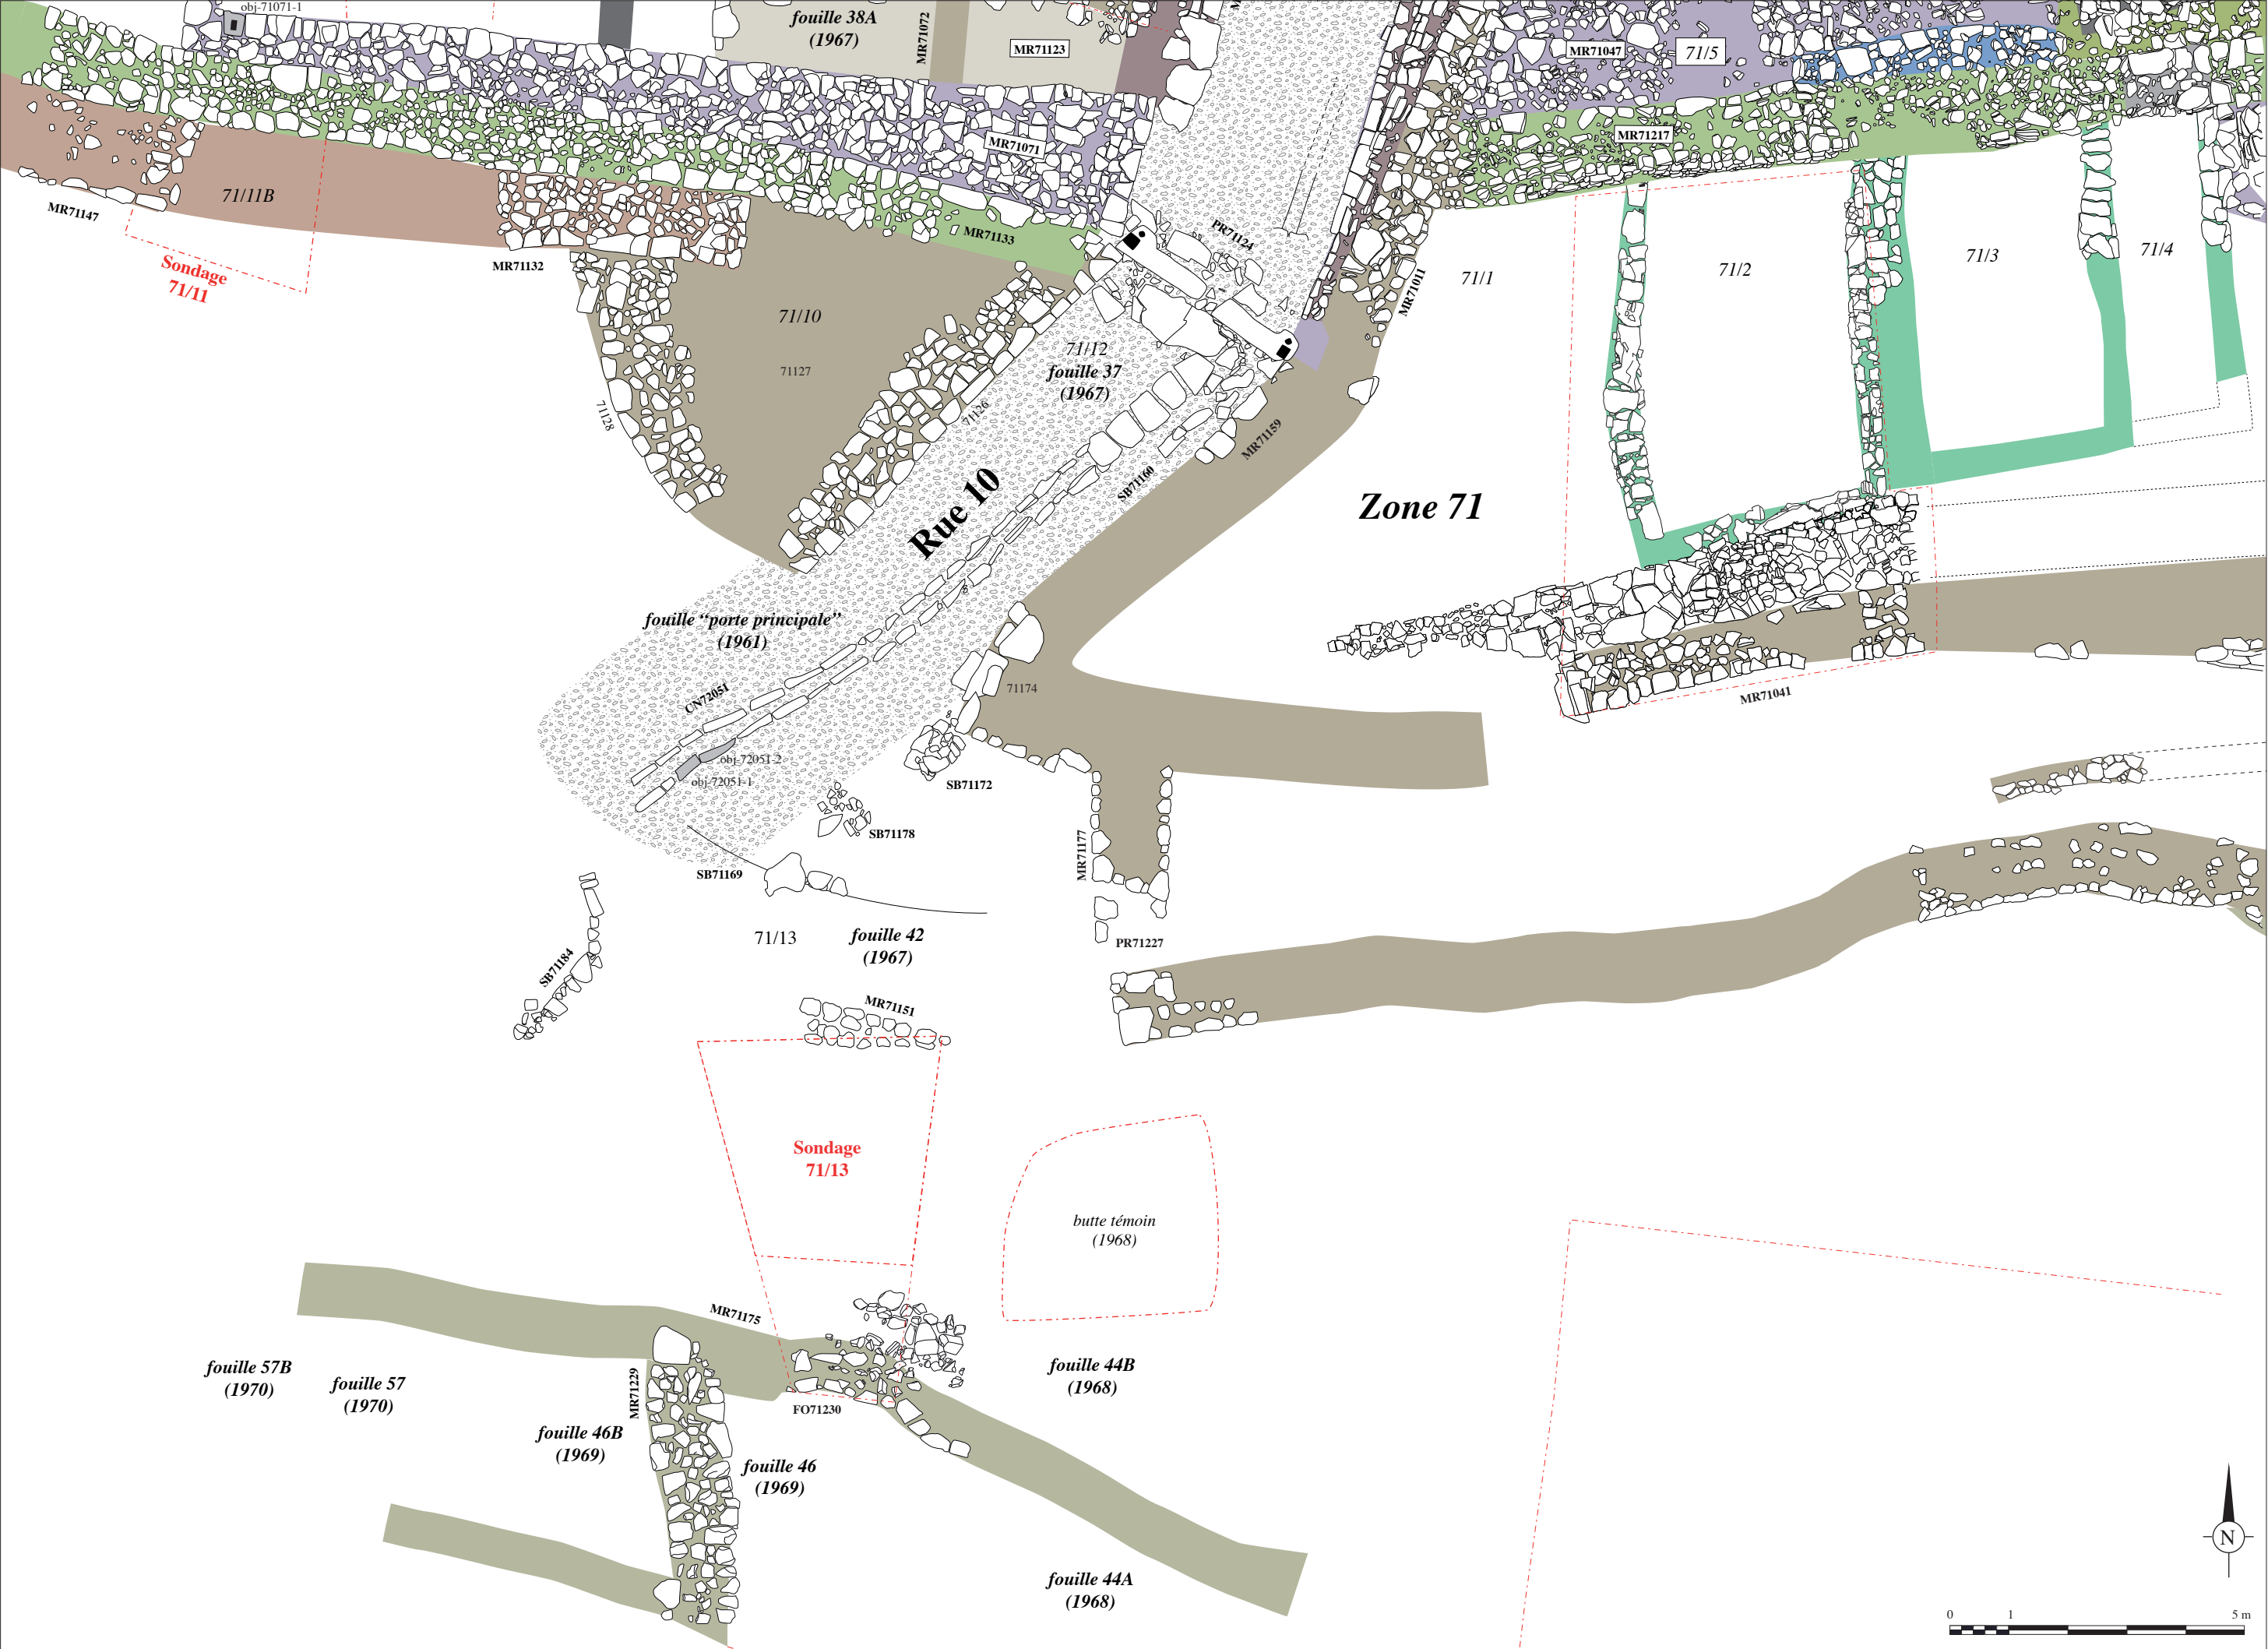 obj-71071-1
fouille 38A
(1967)
MR71072
MR71123
MR71047
71/5
MR71217
MR71071
71/11B
MR71147
MR71133
MR71132
Sondage
71/11
PR71124
MR71011
71/1
71/2
71/3
71/4
71/10
71127
71/12
fouille 37
(1967)
71126
71128
MR71159
SB71160
Rue 10
Zone 71
fouille “porte principale”
(1961)
CN72051
71174
MR71041
obj-72051-2
obj-72051-1
SB71172
SB71178
MR71177
SB71169
71/13
fouille 42
(1967)
PR71227
SB71184
MR71151
Sondage
71/13
butte témoin
(1968)
MR71175
fouille 57B
(1970)
fouille 57
(1970)
MR71229
fouille 44B
(1968)
FO71230
fouille 46B
(1969)
fouille 46
(1969)
fouille 44A
(1968)
N
0 1 5 m